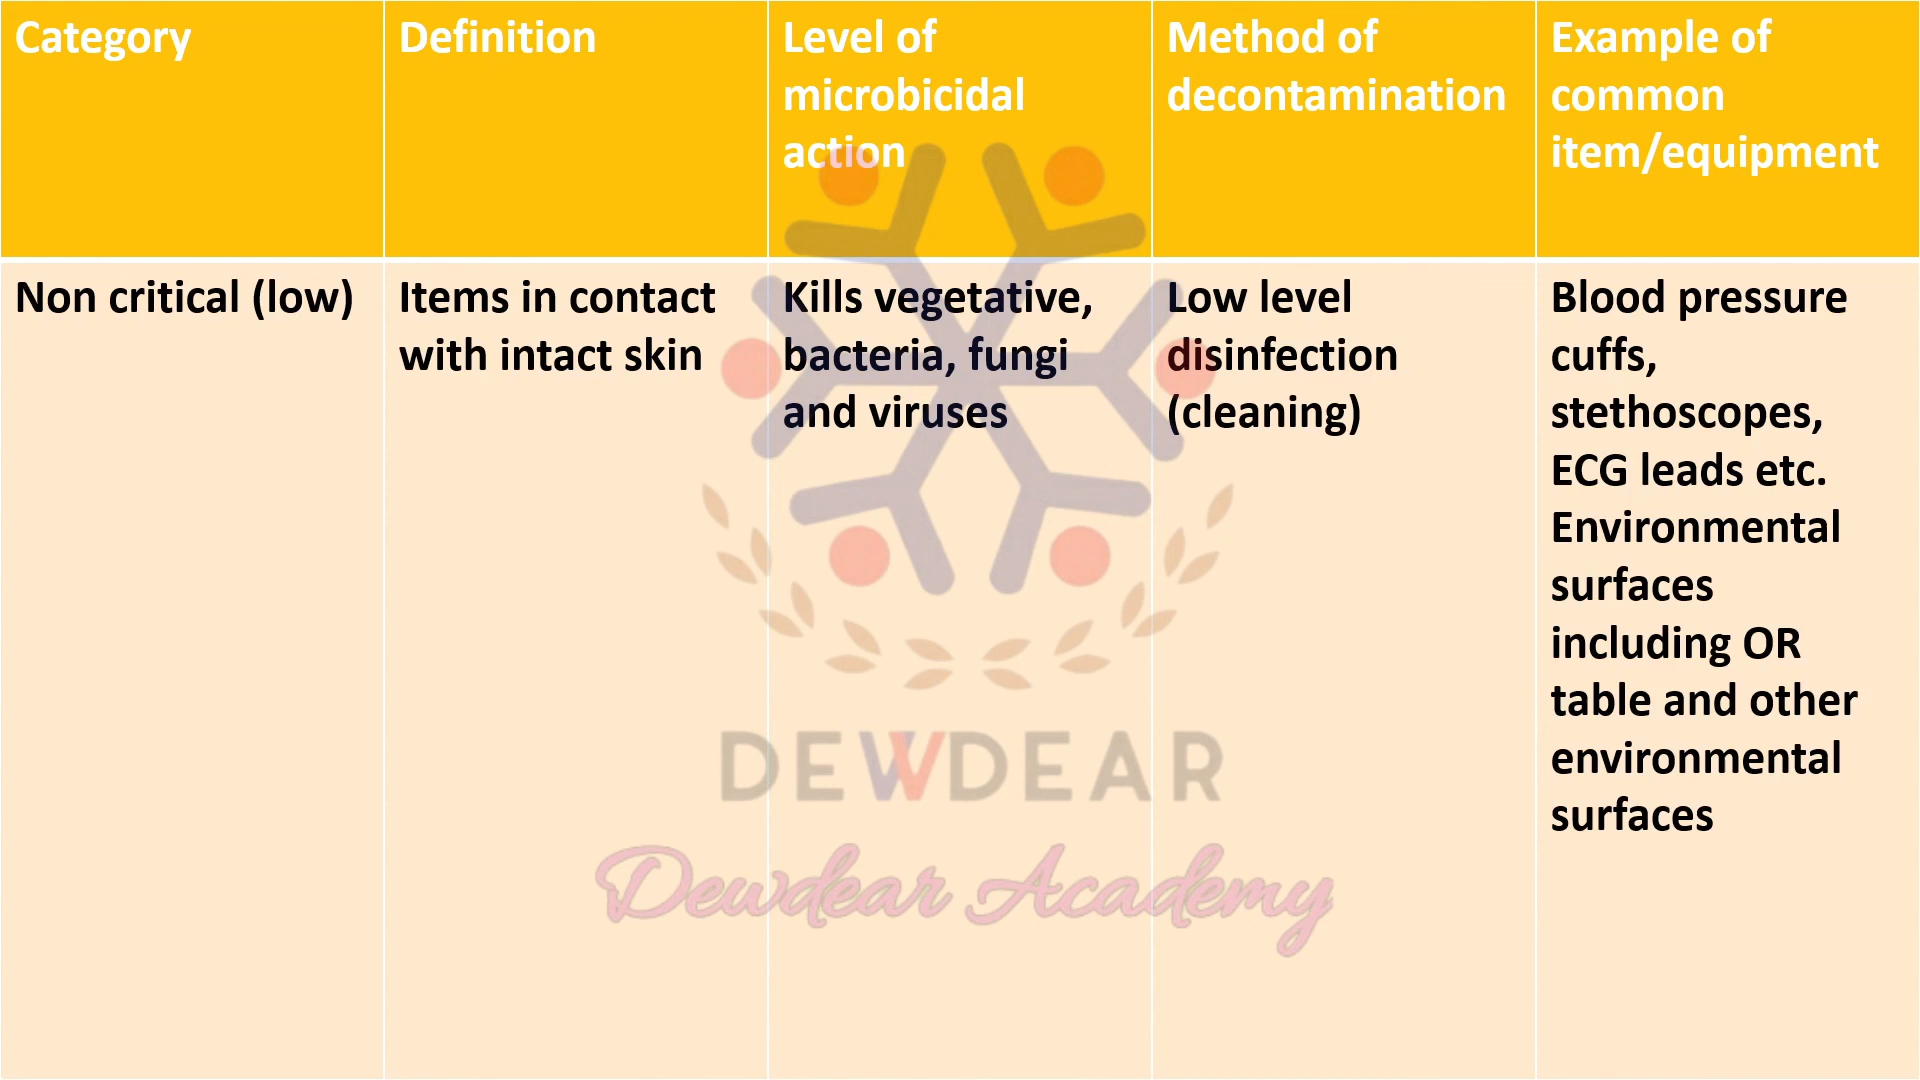 Category
Definition
Level of
microbicidal
action
Method of
decontamination
Example of
common
item/equipment
Non critical (low)
Items in contact
with intact skin
Kills vegetative,
bacteria, fungi
and viruses
Low level
disinfection
(cleaning)
Blood pressure
cuffs,
stethoscopes,
ECG leads etc.
Environmental
surfaces
including OR
table and other
environmental
surfaces
DEWDEAR
Dewdear Academy